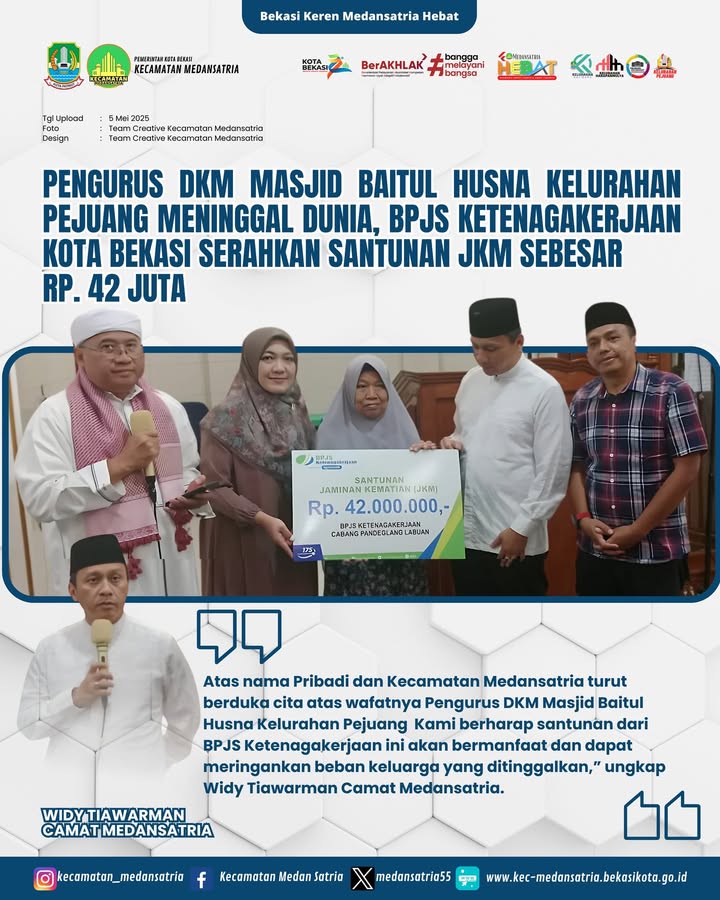 Bekasi Keren Medansatria Hebat
PEMERINTAH KOTA BEKASI
KECAMATAN MEDANSATRIA
KECAMATAN
MEDANSATRIA
KOTA BEKASI
BerAKHLAK
# bangga melayani bangsa
MEDANSATRIA
HEBAT
KELURAHAN
PEJUANG
Tgl Upload : 5 Mei 2025
Foto : Team Creative Kecamatan Medansatria
Design : Team Creative Kecamatan Medansatria
PENGURUS DKM MASJID BAITUL HUSNA KELURAHAN
PEJUANG MENINGGAL DUNIA, BPJS KETENAGAKERJAAN
KOTA BEKASI SERAHKAN SANTUNAN JKM SEBESAR
RP. 42 JUTA
BPJS
Ketenagakerjaan
SANTUNAN
JAMINAN KEMATIAN (JKM)
Rp. 42.000.000,-
BPJS KETENAGAKERJAAN
CABANG PANDEGLANG LABUAN
175
Atas nama Pribadi dan Kecamatan Medansatria turut
berduka cita atas wafatnya Pengurus DKM Masjid Baitul
Husna Kelurahan Pejuang Kami berharap santunan dari
BPJS Ketenagakerjaan ini akan bermanfaat dan dapat
meringankan beban keluarga yang ditinggalkan,” ungkap
Widy Tiawarman Camat Medansatria.
WIDY TIAWARMAN
CAMAT MEDANSATRIA
kecamatan_medansatria
Kecamatan Medan Satria
medansatria55
www.kec-medansatria.bekasikota.go.id